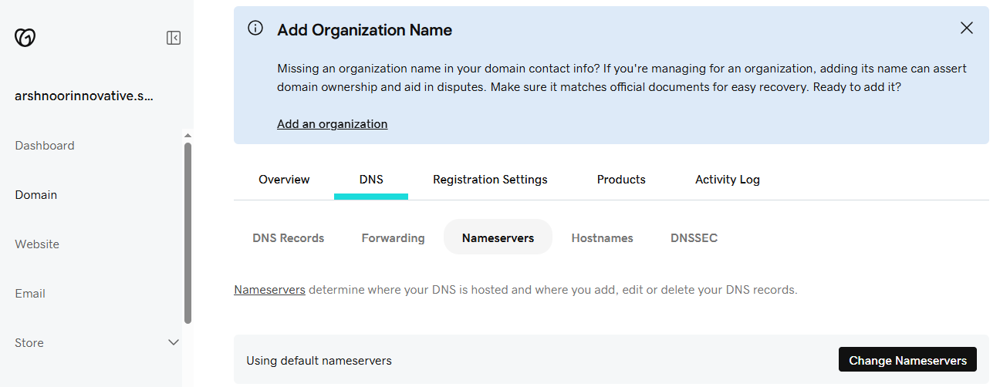 arshnoorinnovative.s...
Dashboard
Domain
Website
Email
Store
Add Organization Name
Missing an organization name in your domain contact info? If you're managing for an organization, adding its name can assert
domain ownership and aid in disputes. Make sure it matches official documents for easy recovery. Ready to add it?
Add an organization
Overview DNS Registration Settings Products Activity Log
DNS Records Forwarding Nameservers Hostnames DNSSEC
Nameservers determine where your DNS is hosted and where you add, edit or delete your DNS records.
Using default nameservers Change Nameservers